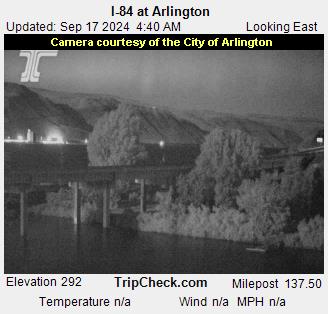 I-84 at Arlington
Updated: Sep 17 2024 4:40 AM Looking East
Camera courtesy of the City of Arlington
Elevation 292 TripCheck.com Milepost 137.50
Temperature n/a Wind n/a MPH n/a